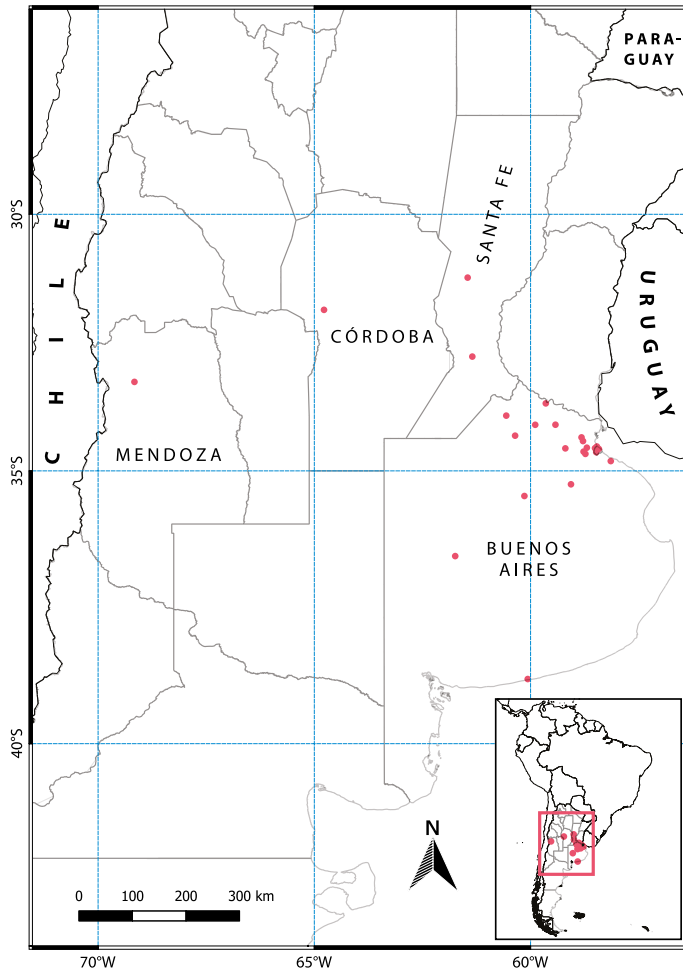 PARA-
GUAY
30°S
SANTA FE
CHILE
URUGUAY
CÓRDOBA
MENDOZA
35°S
BUENOS
AIRES
40°S
N
0 100 200 300 km
70°W 65°W 60°W